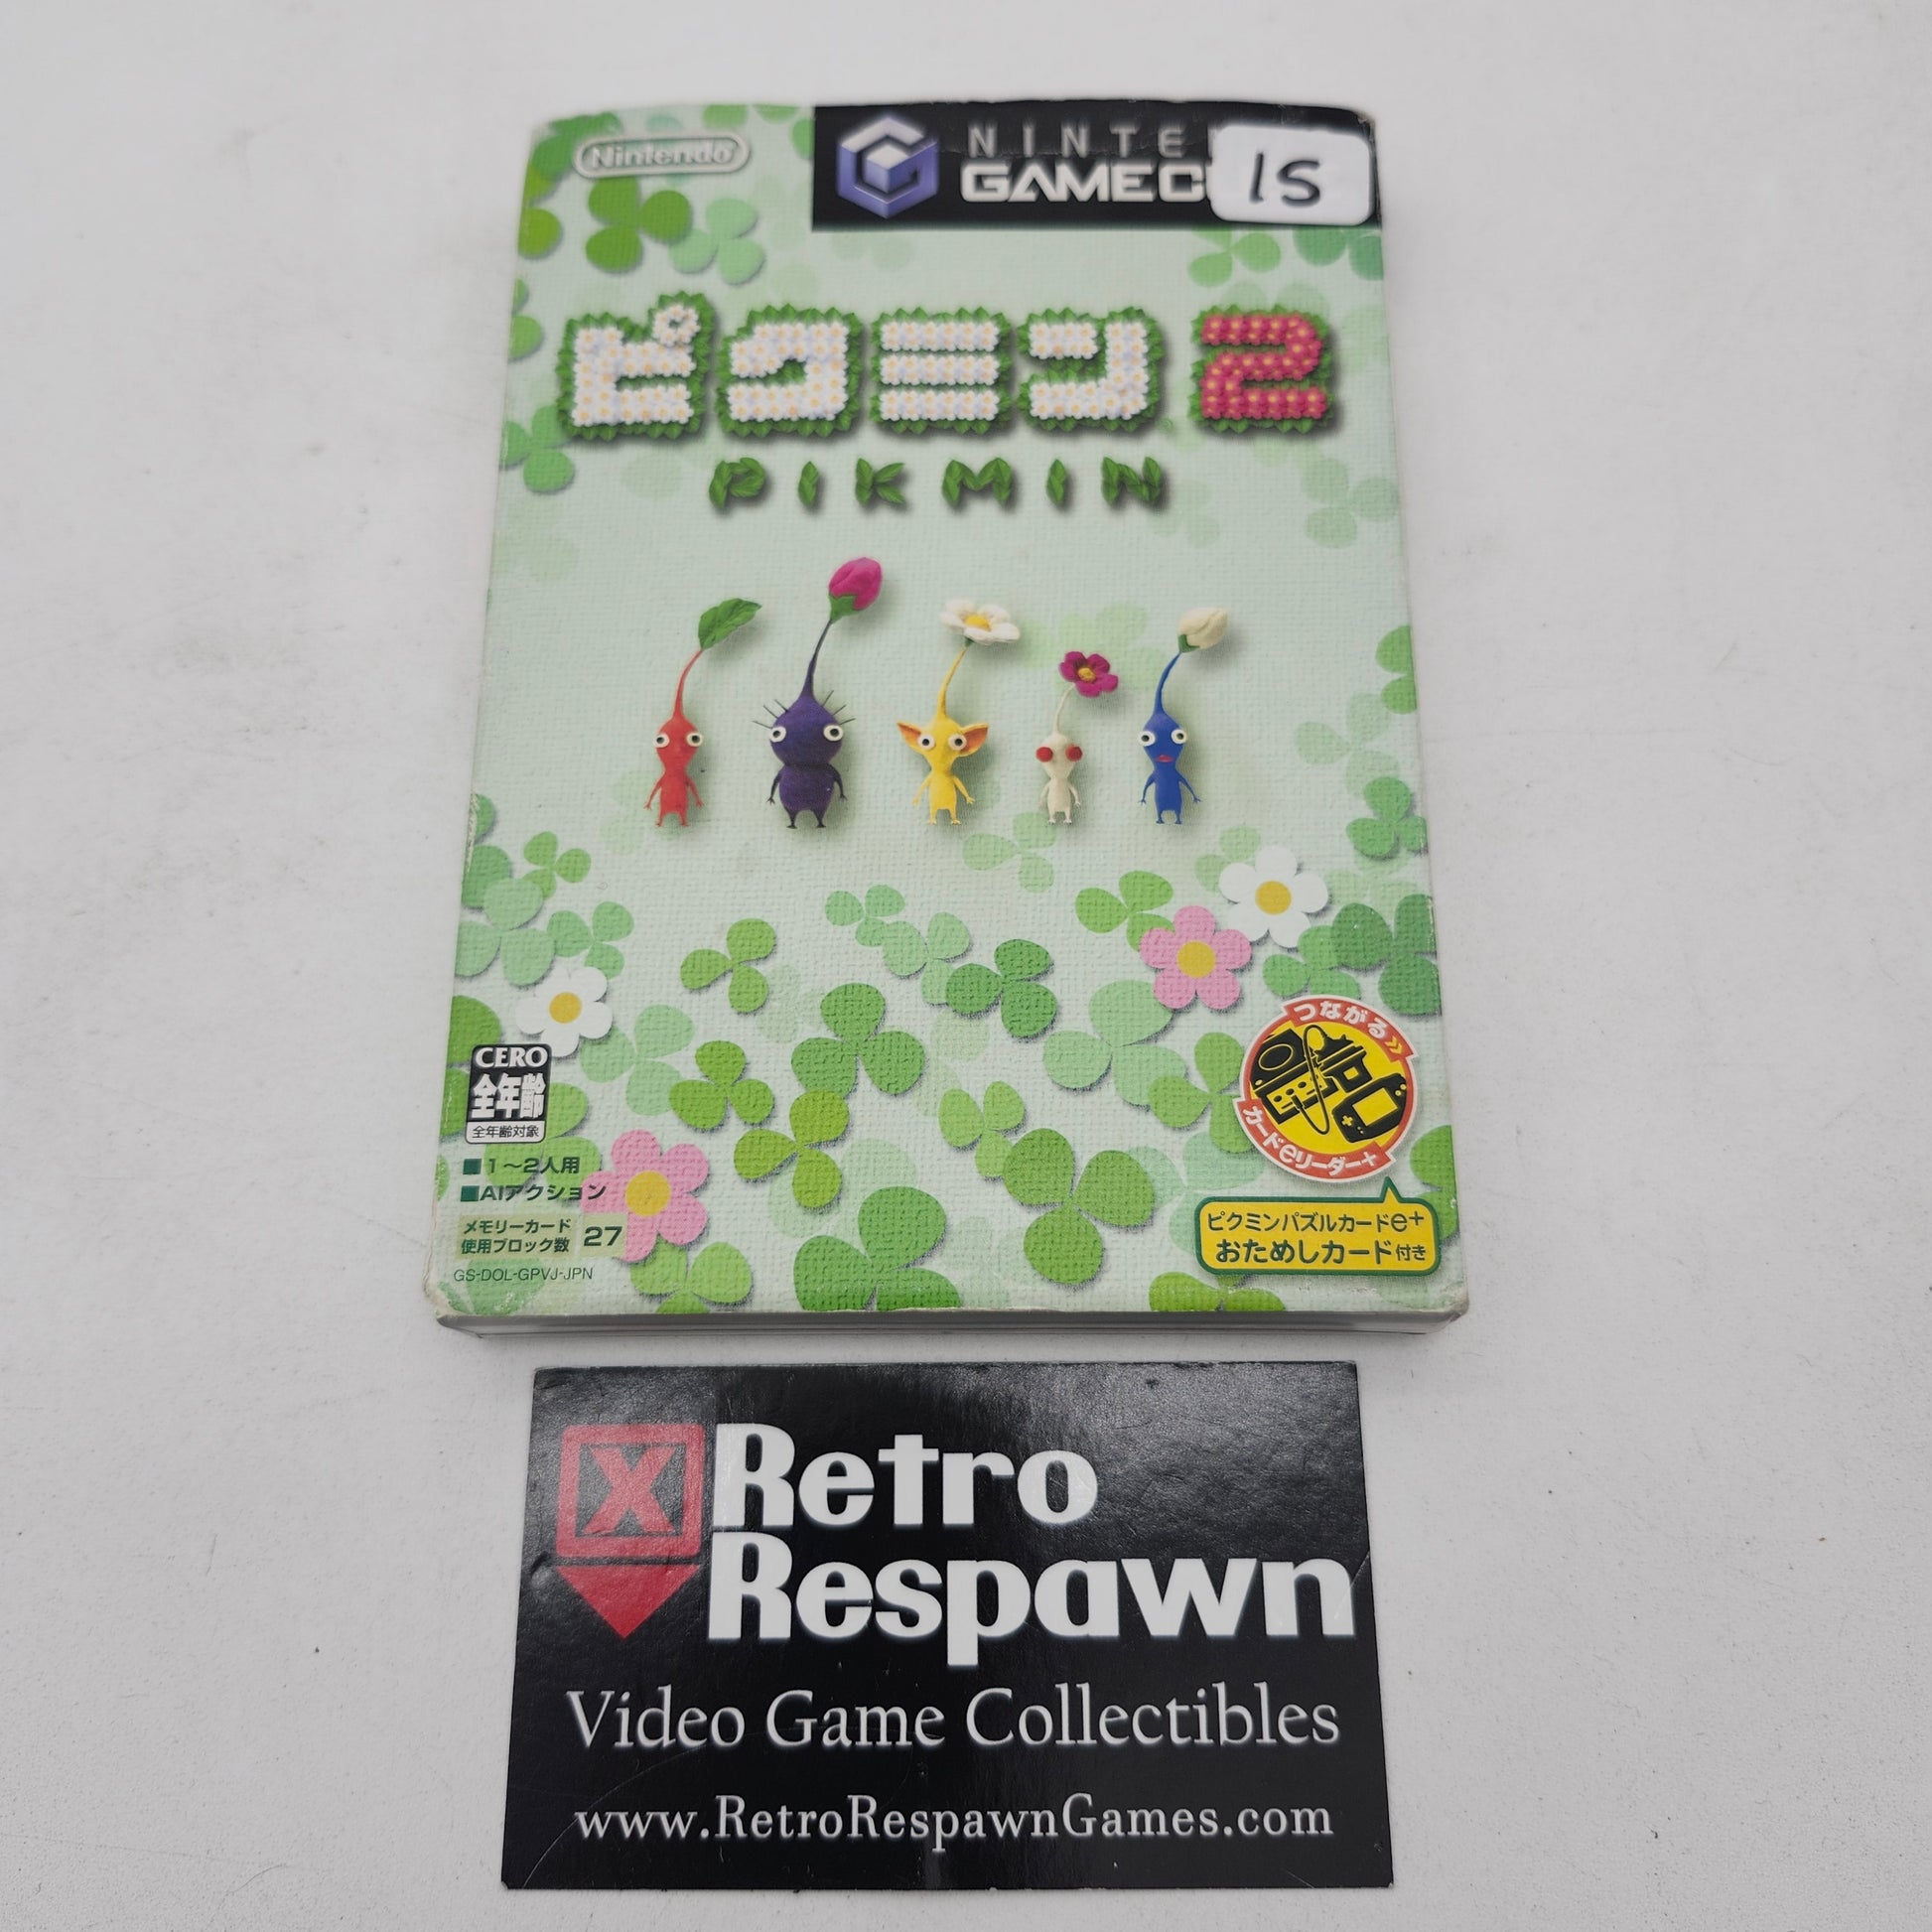 Nintendo
NINTE
GAMEC
15
ピクミン2
PIKMIN
CERO
全年齢
全年齢対象
■1～2人用
■AIアクション
メモリーカード
使用ブロック数 27
GS-DOL-GPVJ-JPN
つながる»
カードeリーダー+
ピクミンパズルカードe+
おためしカード付き
X Retro
Respawn
Video Game Collectibles
www.RetroRespawnGames.com